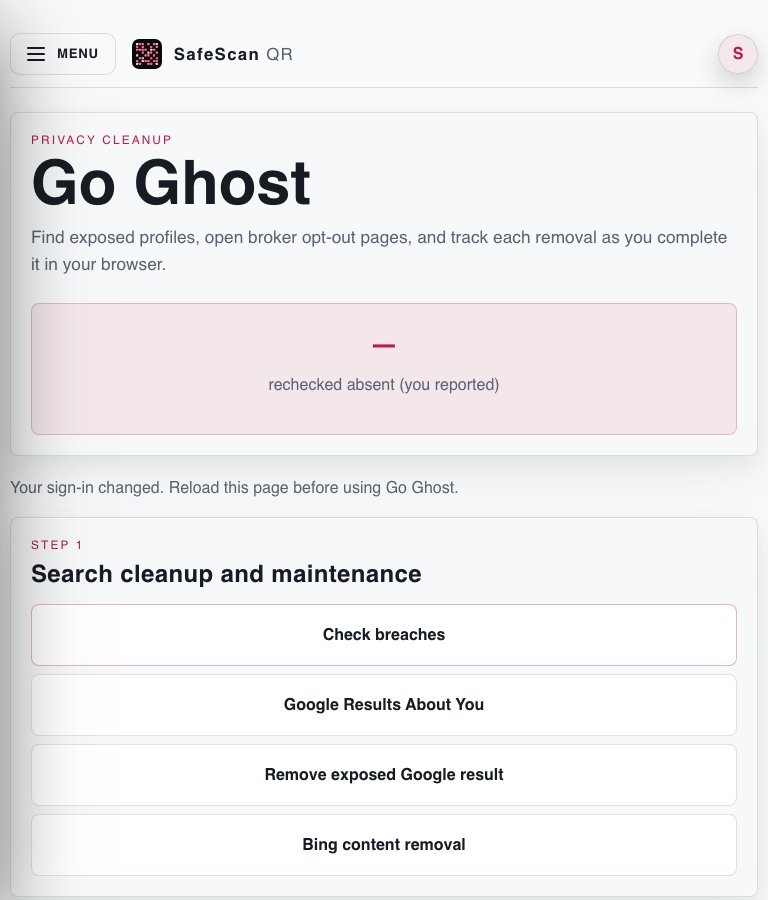 MENU
SafeScan QR
S
PRIVACY CLEANUP
Go Ghost
Find exposed profiles, open broker opt-out pages, and track each removal as you complete
it in your browser.
—
rechecked absent (you reported)
Your sign-in changed. Reload this page before using Go Ghost.
STEP 1
Search cleanup and maintenance
Check breaches
Google Results About You
Remove exposed Google result
Bing content removal